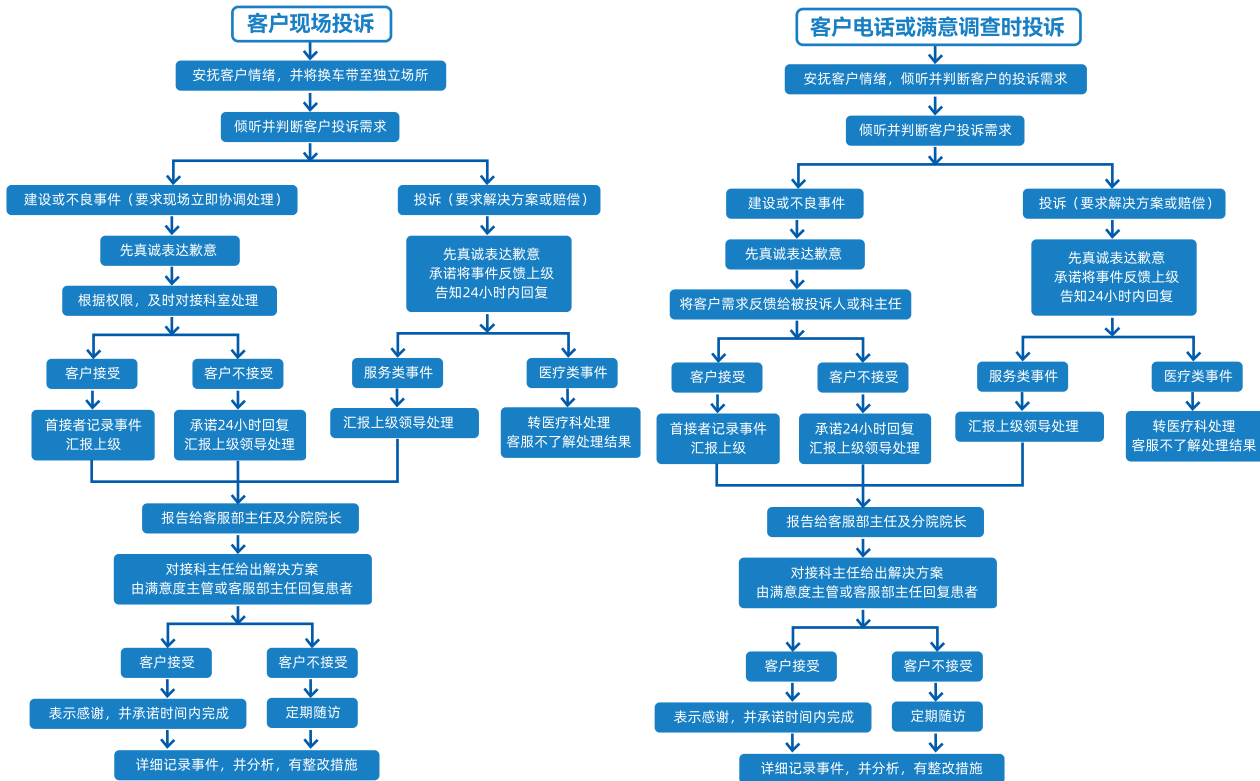 客户现场投诉
安抚客户情绪，并将换车带至独立场所
倾听并判断客户投诉需求
建设或不良事件（要求现场立即协调处理）
投诉（要求解决方案或赔偿）
先真诚表达歉意
根据权限，及时对接科室处理
先真诚表达歉意
承诺将事件反馈上级
告知24小时内回复
客户接受
客户不接受
服务类事件
医疗类事件
首接者记录事件
汇报上级
承诺24小时回复
汇报上级领导处理
汇报上级领导处理
转医疗科处理
客服不了解处理结果
报告给客服部主任及分院院长
对接科主任给出解决方案
由满意度主管或客服部主任回复患者
客户接受
客户不接受
表示感谢，并承诺时间内完成
定期随访
详细记录事件，并分析，有整改措施
客户电话或满意调查时投诉
安抚客户情绪，倾听并判断客户的投诉需求
倾听并判断客户投诉需求
建设或不良事件
投诉（要求解决方案或赔偿）
先真诚表达歉意
将客户需求反馈给被投诉人或科主任
先真诚表达歉意
承诺将事件反馈上级
告知24小时内回复
客户接受
客户不接受
服务类事件
医疗类事件
首接者记录事件
汇报上级
承诺24小时回复
汇报上级领导处理
汇报上级领导处理
转医疗科处理
客服不了解处理结果
报告给客服部主任及分院院长
对接科主任给出解决方案
由满意度主管或客服部主任回复患者
客户接受
客户不接受
表示感谢，并承诺时间内完成
定期随访
详细记录事件，并分析，有整改措施